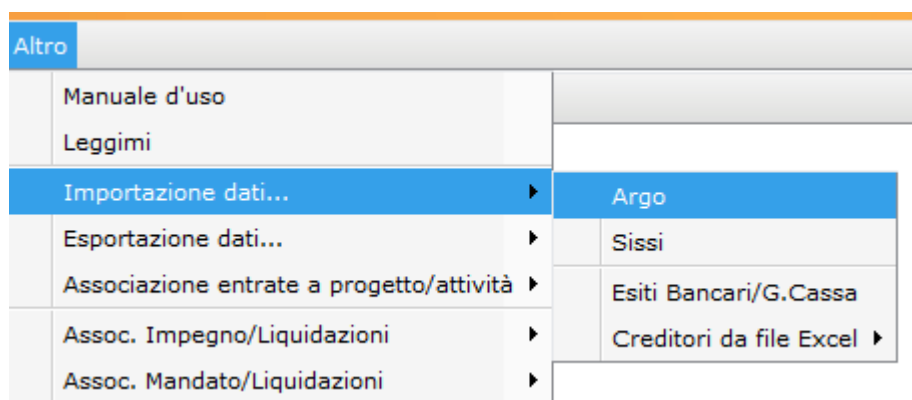 Altro
Manuale d'uso
Leggimi
Importazione dati...
Esportazione dati...
Associazione entrate a progetto/attività
Assoc. Impegno/Liquidazioni
Assoc. Mandato/Liquidazioni
Argo
Sissi
Esiti Bancari/G.Cassa
Creditori da file Excel